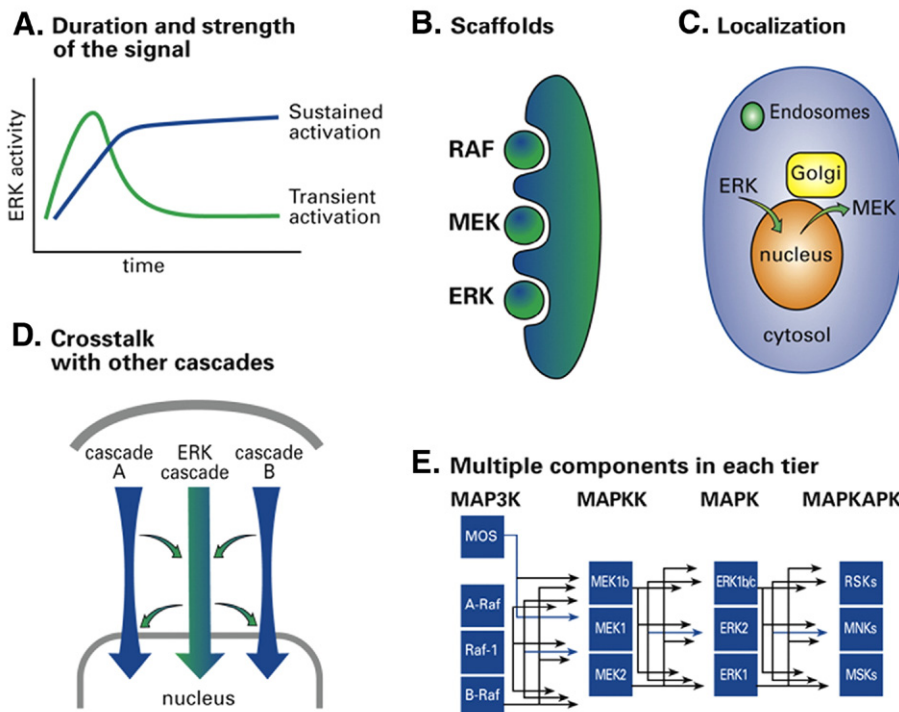 A. Duration and strength
of the signal
ERK activity
Sustained
activation
Transient
activation
time
B. Scaffolds
RAF
MEK
ERK
C. Localization
Endosomes
Golgi
ERK
MEK
nucleus
cytosol
D. Crosstalk
with other cascades
cascade
A
ERK
cascade
cascade
B
nucleus
E. Multiple components in each tier
MAP3K MAPKK MAPK MAPKAPK
MOS
A-Raf
Raf-1
B-Raf
MEK1b
MEK1
MEK2
ERK1b/c
ERK2
ERK1
RSKs
MNKs
MSKs